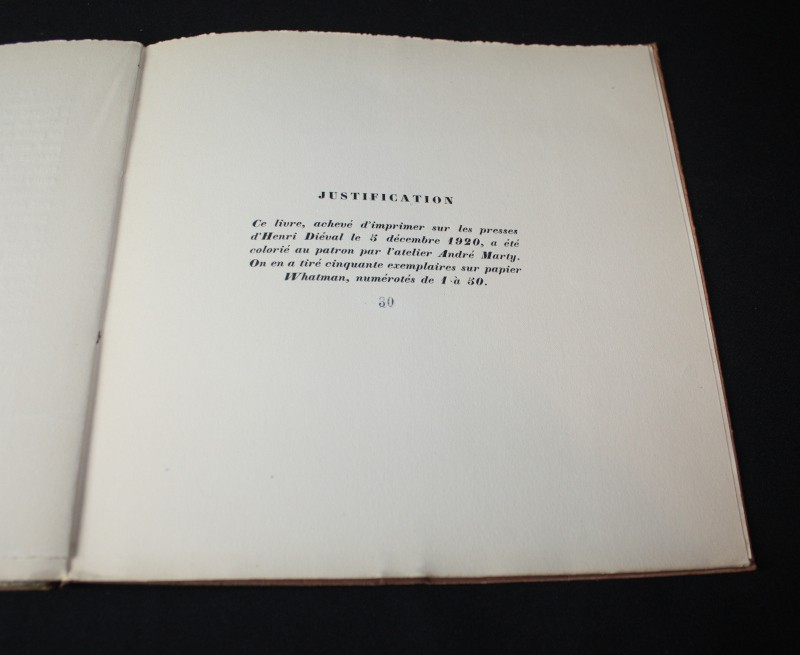 JUSTIFICATION
Ce livre, achevé d'imprimer sur les presses
d'Henri Diéval le 5 décembre 1920, a été
colorié au patron par l'atelier André Marty.
On en a tiré cinquante exemplaires sur papier
Whatman, numérotés de 1 à 50.
30